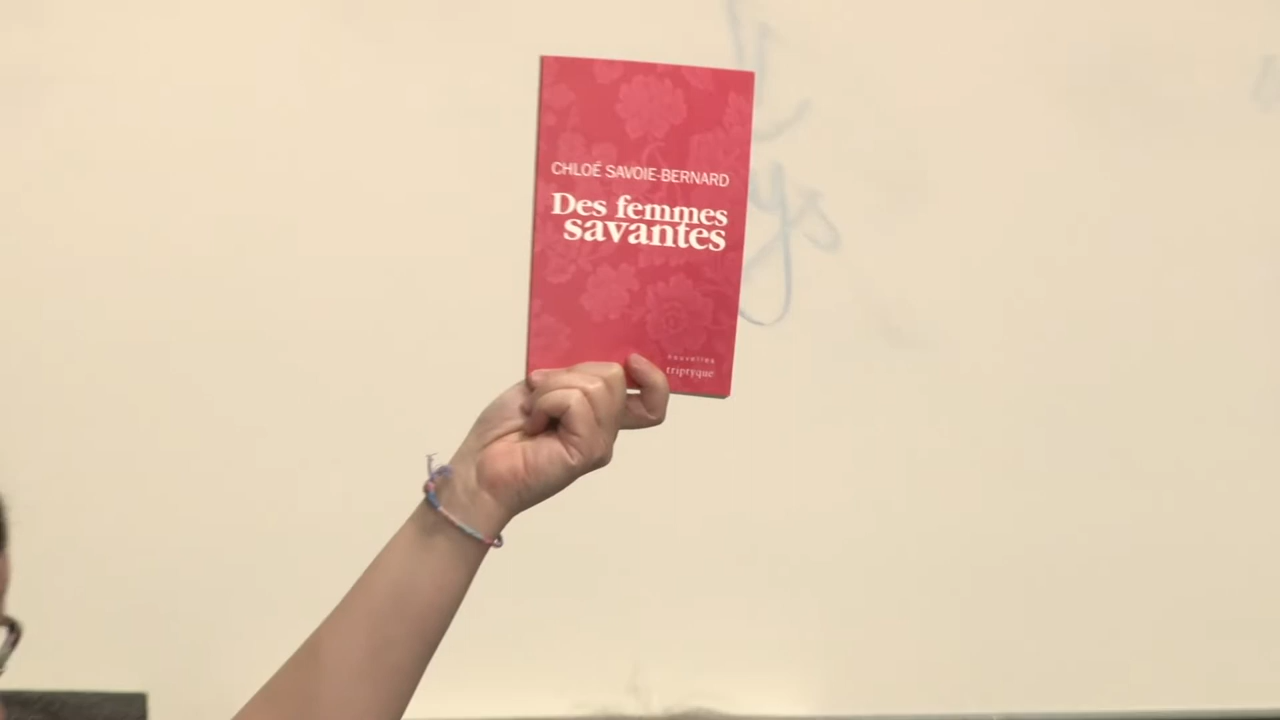 CHLOÉ SAVOIE-BERNARD
Des femmes
savantes
nouvelles
triptyque